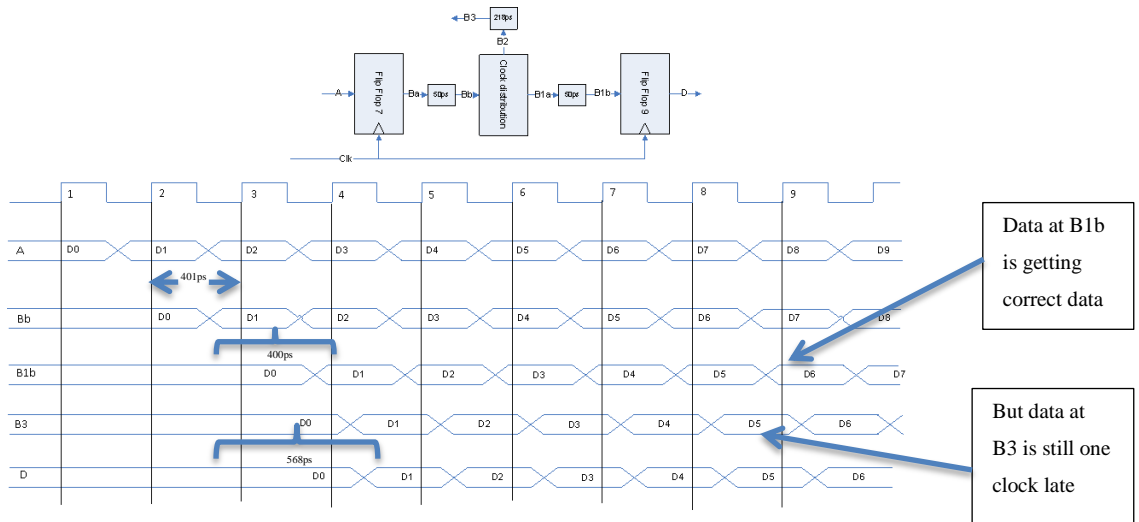 B3
218ps
B2
A
Flip Flop 7
Ba
50ps
Bb
Clock distribution
B1a
50ps
B1b
Flip Flop 9
D
Clk
1 2 3 4 5 6 7 8 9
A D0 D1 D2 D3 D4 D5 D6 D7 D8 D9
401ps
Bb D0 D1 D2 D3 D4 D5 D6 D7 D8
400ps
B1b D0 D1 D2 D3 D4 D5 D6 D7
B3 D0 D1 D2 D3 D4 D5 D6
568ps
D D0 D1 D2 D3 D4 D5 D6
Data at B1b
is getting
correct data
But data at
B3 is still one
clock late